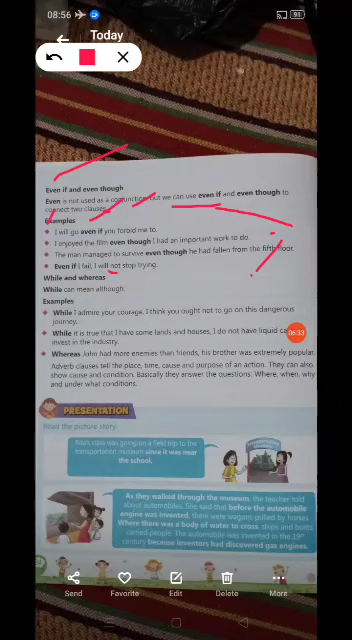 08:56
91
Today
Even if and even though
Even is not used as a conjunction, but we can use even if and even though to
connect two clauses.
Examples
I will go even if you forbid me to.
I enjoyed the film even though I had an important work to do
The man managed to survive even though he had fallen from the fifth floor.
Even if I fail, I will not stop trying.
While and whereas
While can mean although.
Examples
While I admire your courage, I think you ought not to go on this dangerous
journey.
While it is true that I have some lands and houses, I do not have liquid
06:33
invest in the industry.
Whereas John had more enemies than friends, his brother was extremely popular.
Adverb clauses tell the place, time, cause and purpose of an action. They can also
show cause and condition. Basically they answer the questions: Where, when, why
and under what conditions.
PRESENTATION
Read the picture story.
class was going on a field trip to the
transportation museum since it was near
the school.
As they walked through the museum, the teacher told
about automobiles. She said that before the automobile
engine was invented, there were wagons pulled by horses.
Where there was a body of water to cross, ships and boats
carried people. The automobile was invented in the 19th
century because inventors had discovered gas engines.
Send
Favorite
Edit
Delete
More